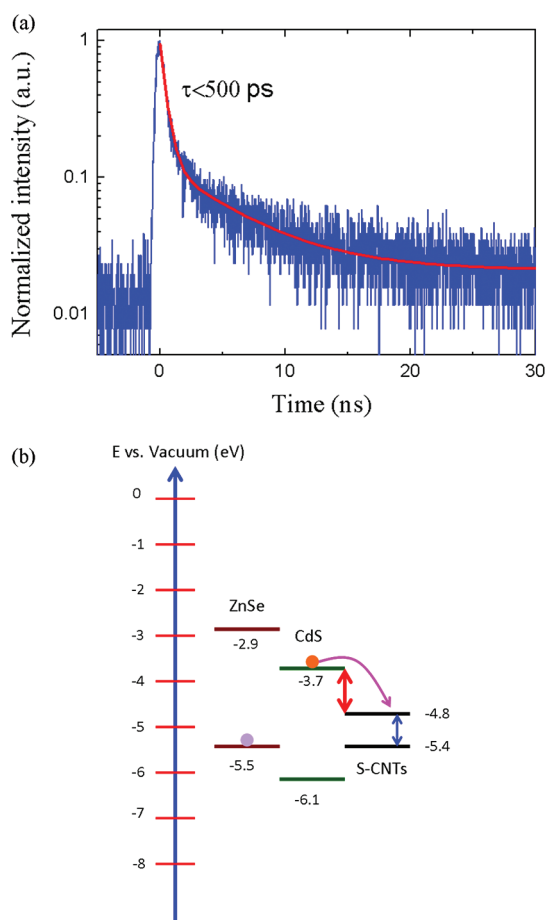 (a)
1
τ<500 ps
0.1
0.01
Normalized intensity (a.u.)
0
10
20
30
Time (ns)
(b)
E vs. Vacuum (eV)
0
-1
-2
-3
-4
-5
-6
-7
-8
ZnSe
-2.9
CdS
-3.7
-4.8
-5.4
-5.5
S-CNTs
-6.1